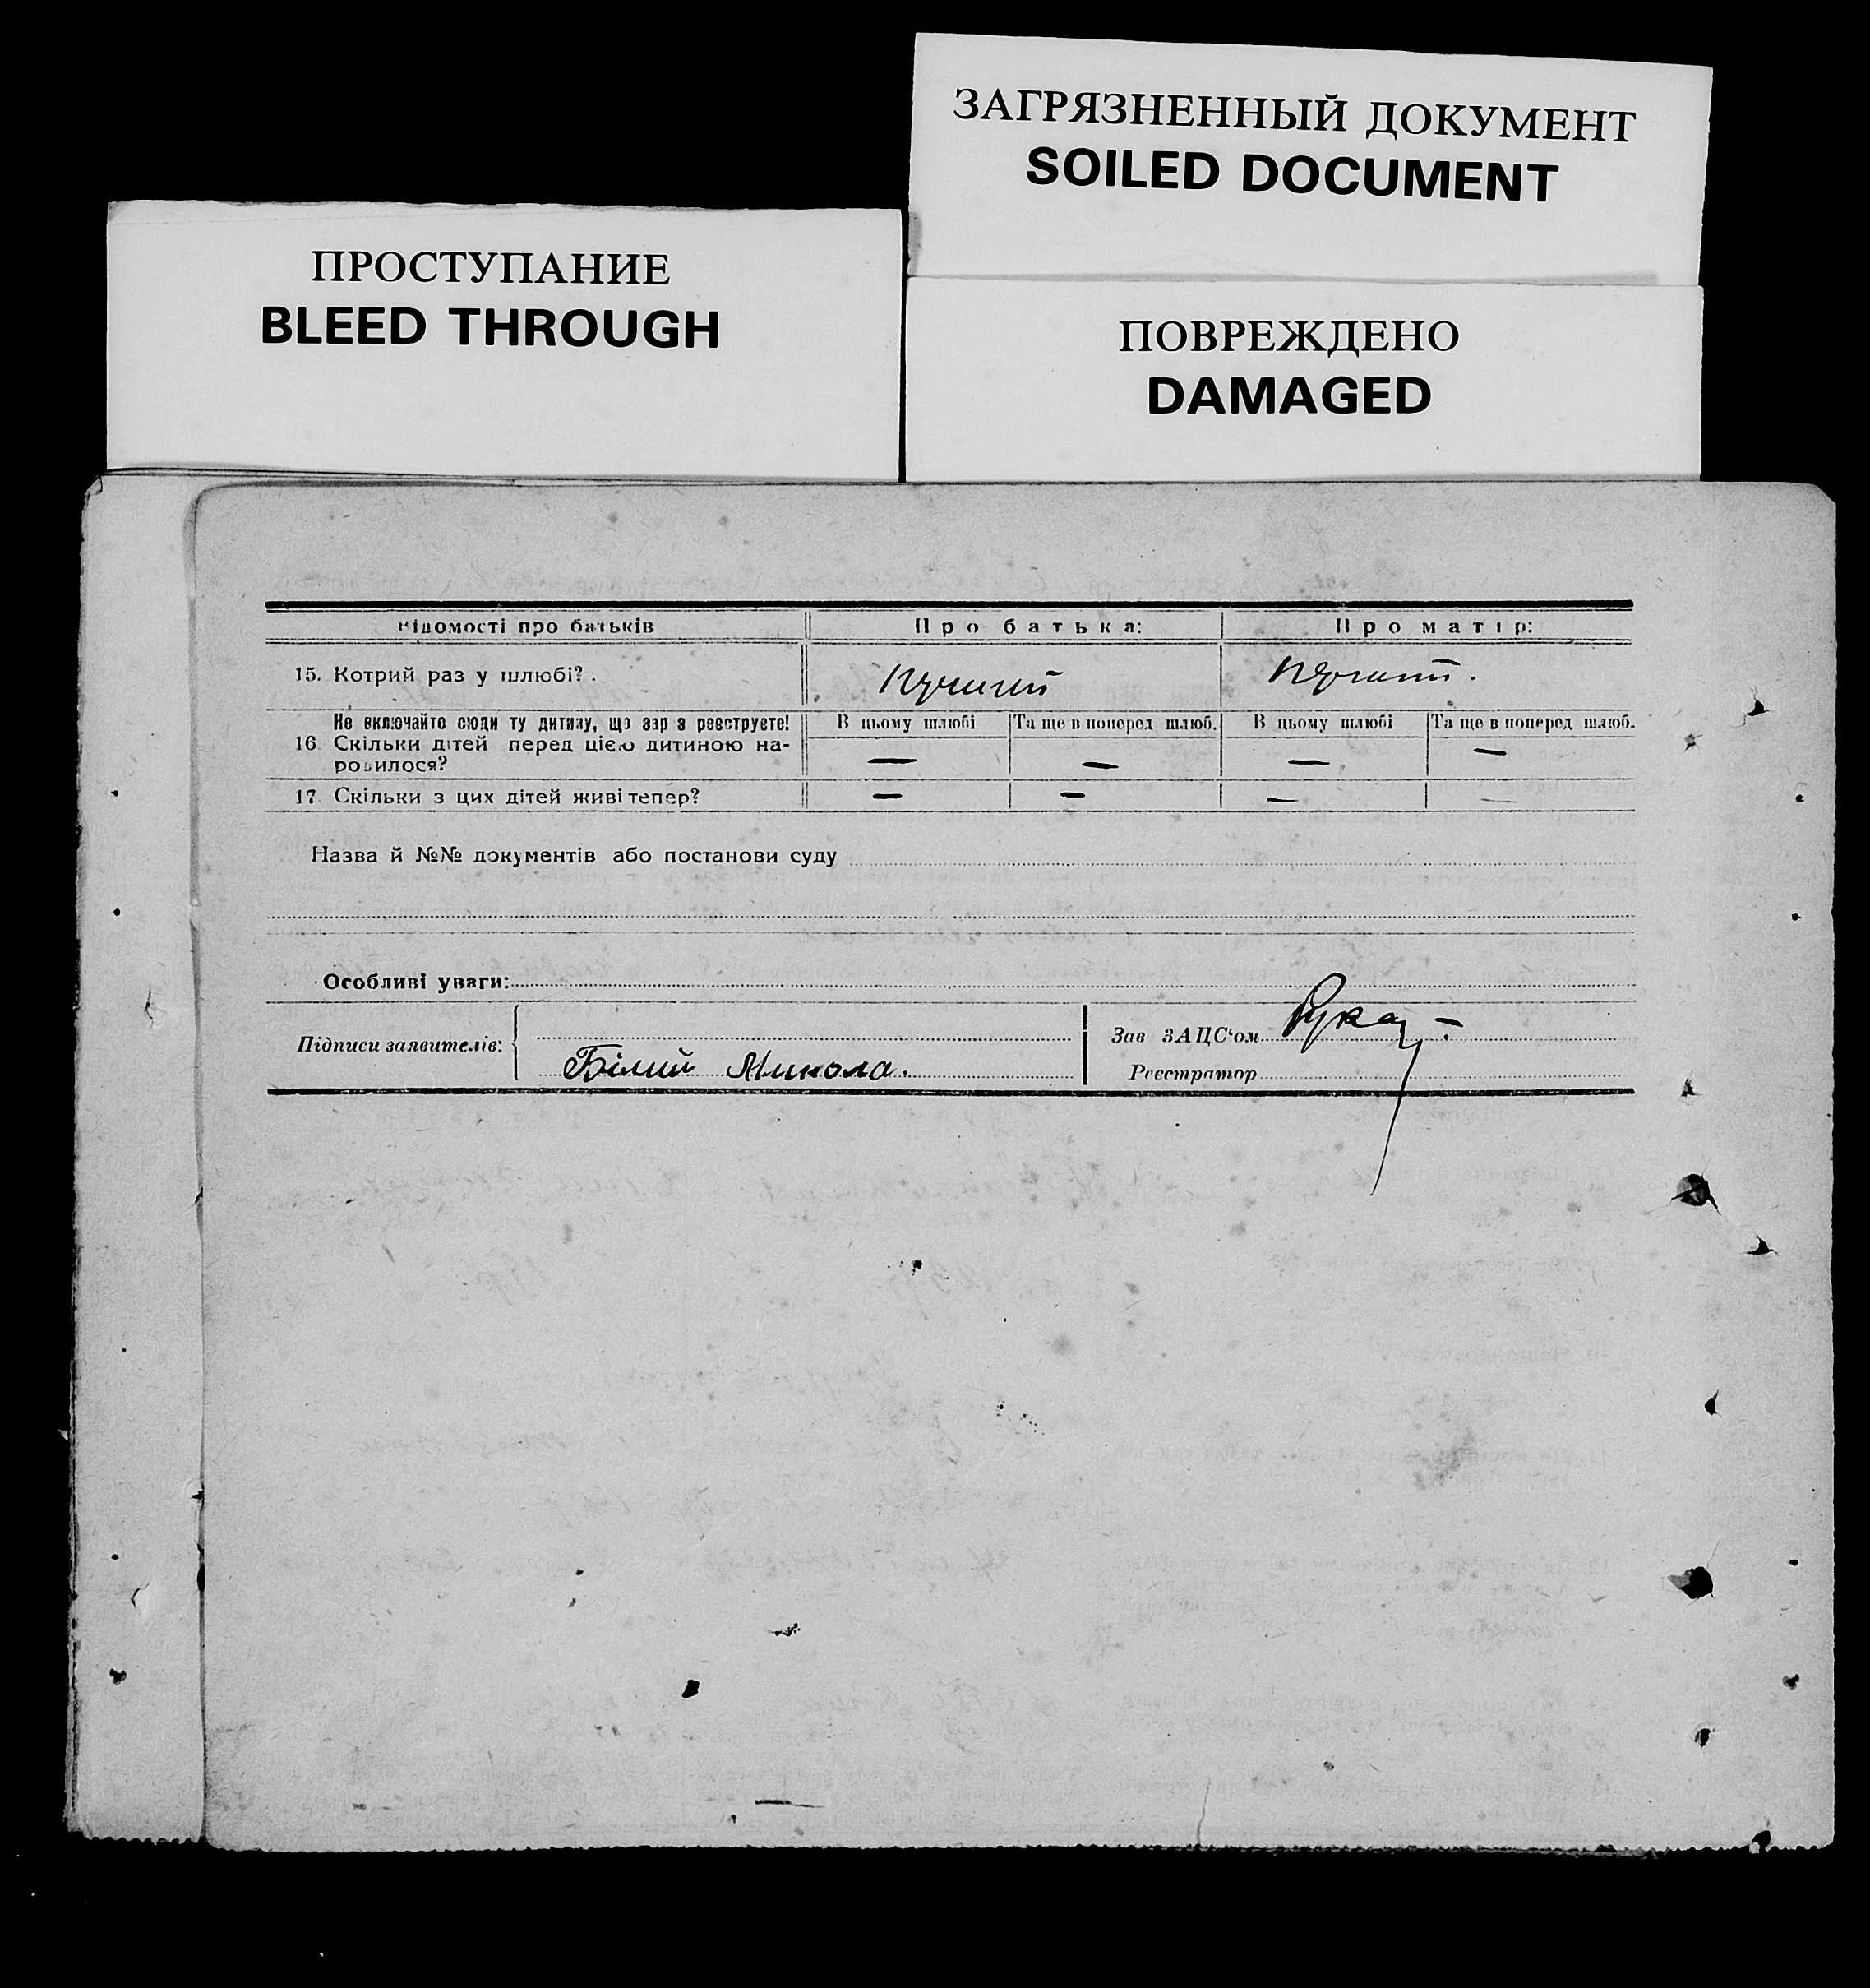 ЗАГРЯЗНЕННЫЙ ДОКУМЕНТ
SOILED DOCUMENT
ПРОСТУПАНИЕ
BLEED THROUGH
ПОВРЕЖДЕНО
DAMAGED
Відомості про батьків Про батька: Про матір:
15. Котрий раз у шлюбі?.
Не включайте сюди ту дитину, що зараз реєструєте! В цьому шлюбі Та ще в поперед шлюб. В цьому шлюбі Та ще в поперед шлюб.
16 Скільки дітей перед цією дитиною на-
родилося? — — — —
17. Скільки з цих дітей живі тепер? — — — —
Назва й №№ документів або постанови суду
Особливі уваги:
Підписи заявителів: Білий Микола.
Зав ЗАЦС'ом
Реєстратор